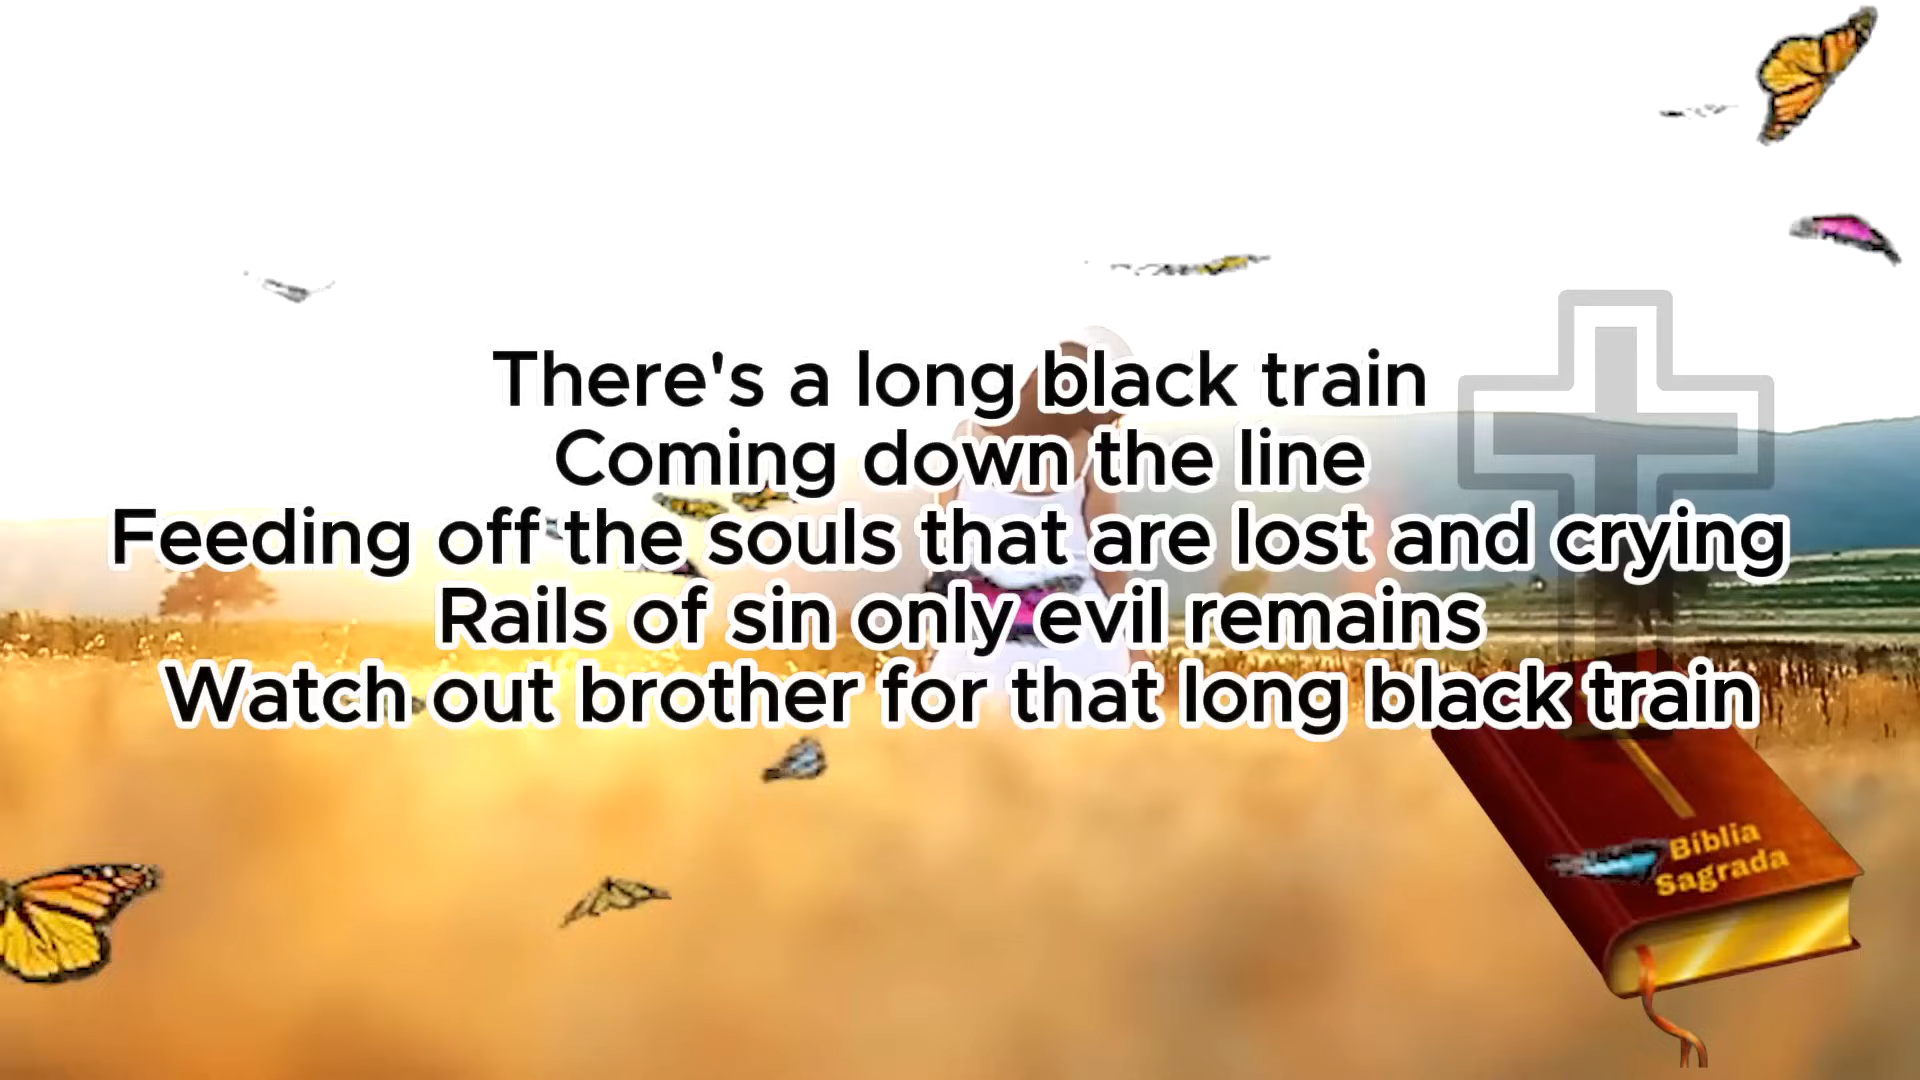 There's a long black train
Coming down the line
Feeding off the souls that are lost and crying
Rails of sin only evil remains
Watch out brother for that long black train
Bíblia
Sagrada